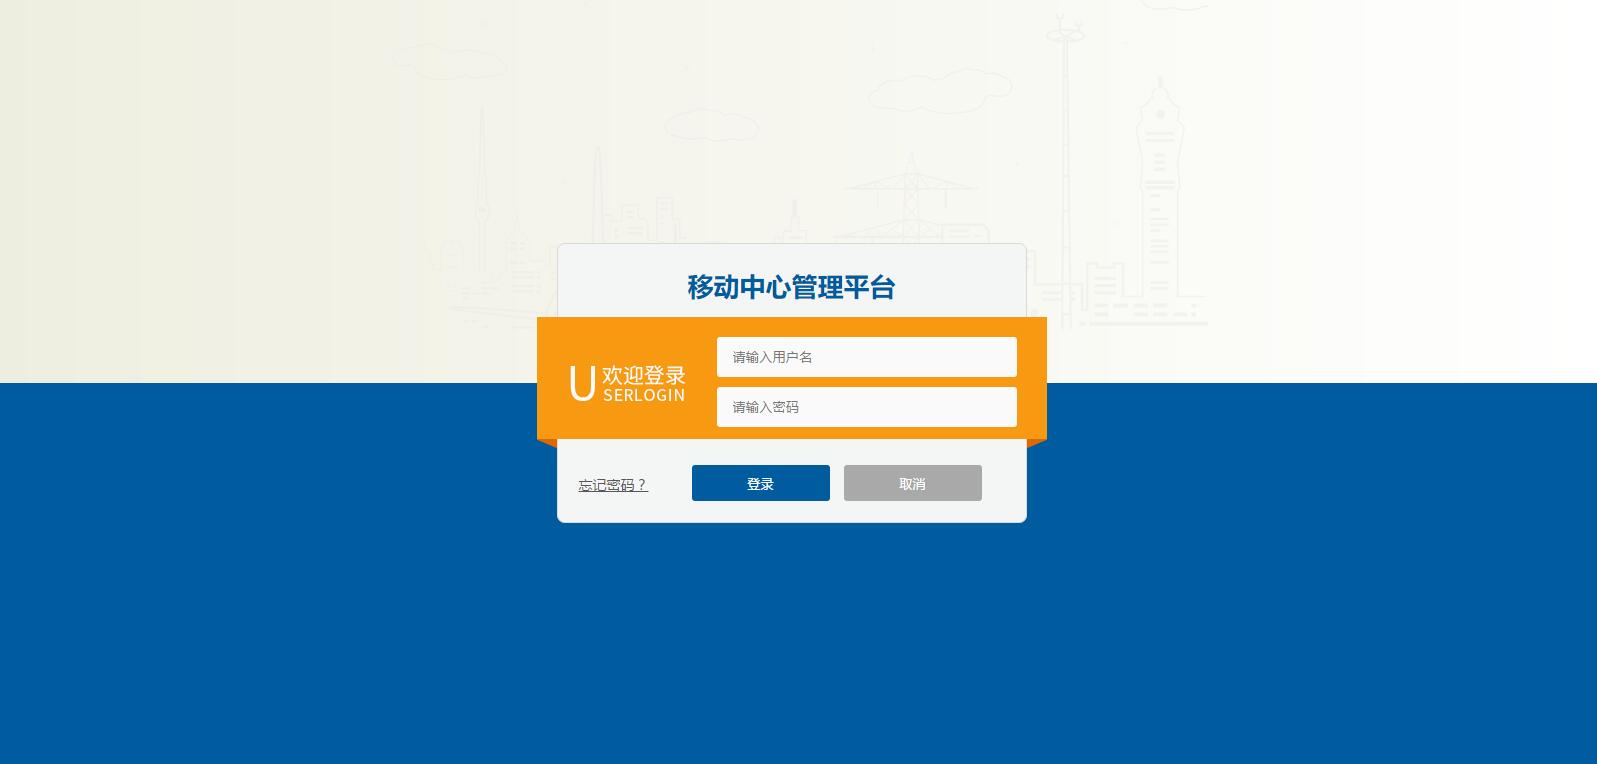 移动中心管理平台
请输入用户名
U 欢迎登录
SERLOGIN
请输入密码
忘记密码？
登录
取消